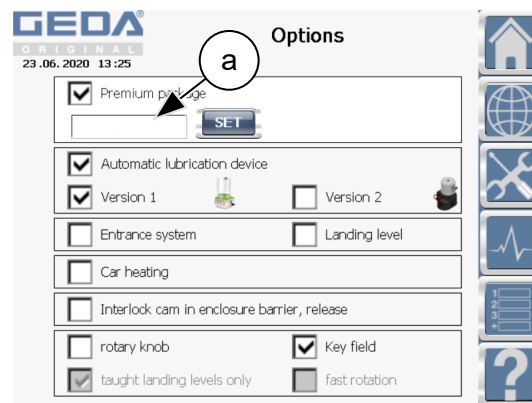 GEDA®
ORIGINAL
23.06.2020 13:25
Options
a
Premium package
SET
Automatic lubrication device
Version 1
Version 2
Entrance system
Landing level
Car heating
Interlock cam in enclosure barrier, release
rotary knob
Key field
taught landing levels only
fast rotation
1
2
3
+
?